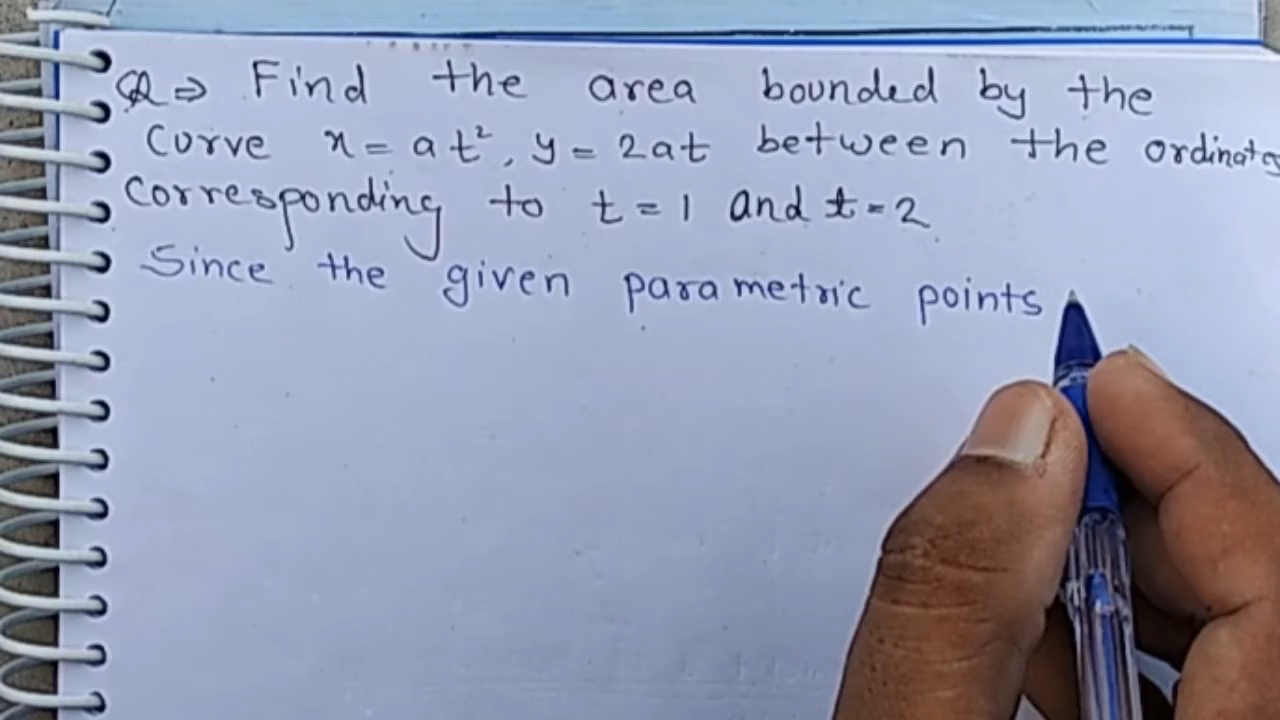 Q ⇒ Find the area bounded by the
Curve x = at², y = 2at between the ordinates
Corresponding to t = 1 and t = 2
Since the given parametric points